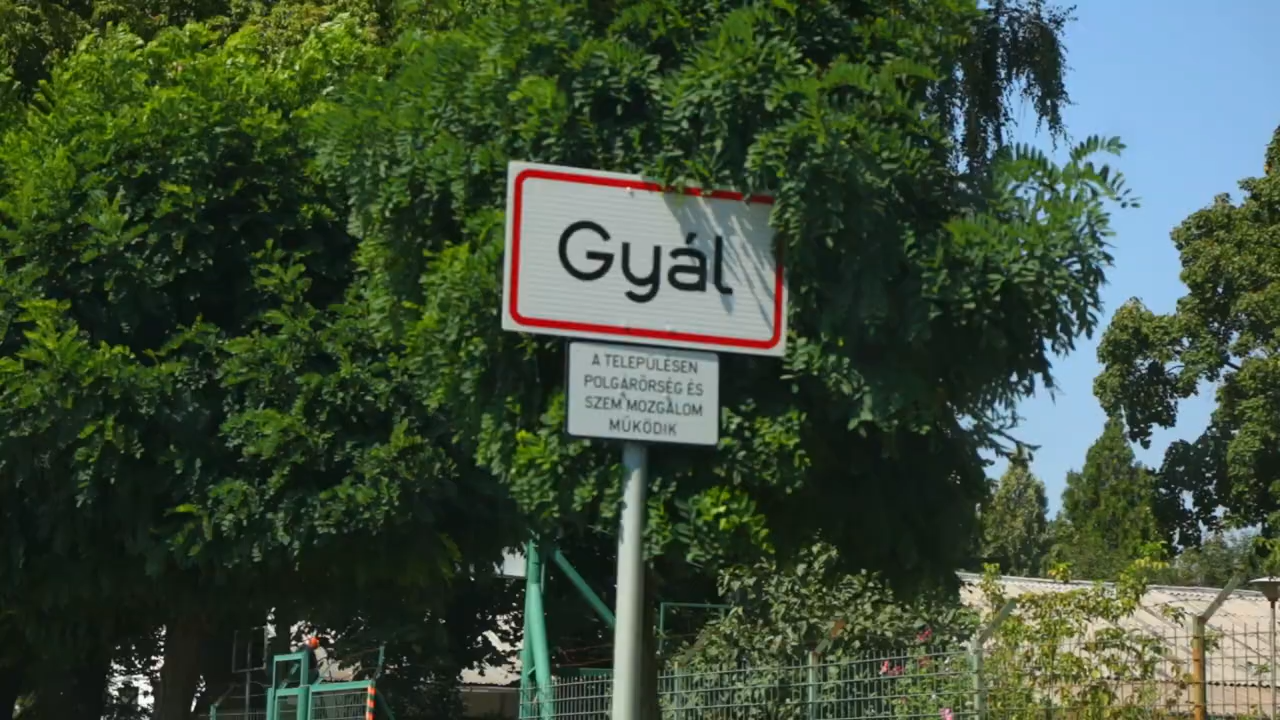 Gyál
A TELEPÜLÉSEN
POLGÁRŐRSÉG ÉS
SZEM MOZGALOM
MŰKÖDIK